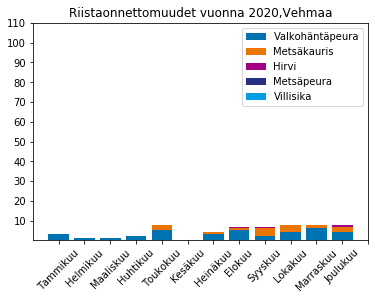 Riistaonnettomuudet vuonna 2020,Vehmaa
110
100
90
80
70
60
50
40
30
20
10
Valkohäntäpeura
Metsäkauris
Hirvi
Metsäpeura
Villisika
Tammikuu
Helmikuu
Maaliskuu
Huhtikuu
Toukokuu
Kesäkuu
Heinäkuu
Elokuu
Syyskuu
Lokakuu
Marraskuu
Joulukuu